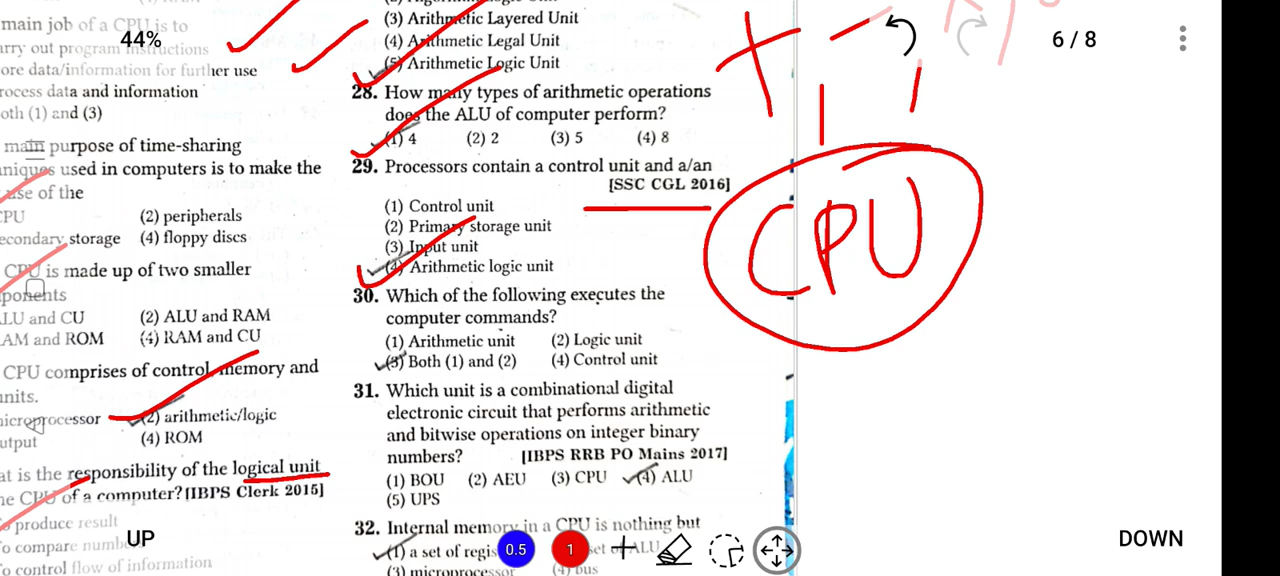 main job of a CPU is to
arry out program instructions
ore data/information for further use
rocess data and information
oth (1) and (3)
main purpose of time-sharing
niques used in computers is to make the
use of the
CPU
(2) peripherals
econdary storage (4) floppy discs
CPU is made up of two smaller
ponents
ALU and CU
(2) ALU and RAM
AM and ROM
(4) RAM and CU
CPU comprises of control, memory and
units.
nicroprocessor
(2) arithmetic/logic
utput
(4) ROM
at is the responsibility of the logical unit
he CPU of a computer? [IBPS Clerk 2015]
o produce result
o compare numb
o control flow of information
(3) Arithmetic Layered Unit
(4) Arithmetic Legal Unit
(5) Arithmetic Logic Unit
28. How many types of arithmetic operations
does the ALU of computer perform?
(1) 4 (2) 2 (3) 5 (4) 8
29. Processors contain a control unit and a/an
[SSC CGL 2016]
(1) Control unit
(2) Primary storage unit
(3) Input unit
(4) Arithmetic logic unit
30. Which of the following executes the
computer commands?
(1) Arithmetic unit (2) Logic unit
(3) Both (1) and (2) (4) Control unit
31. Which unit is a combinational digital
electronic circuit that performs arithmetic
and bitwise operations on integer binary
numbers? [IBPS RRB PO Mains 2017]
(1) BOU (2) AEU (3) CPU (4) ALU
(5) UPS
32. Internal memory in a CPU is nothing but
(1) a set of regis
set of ALU
(3) microprocessor (4) bus
CPU
44%
6 / 8
UP
DOWN
0.5
1